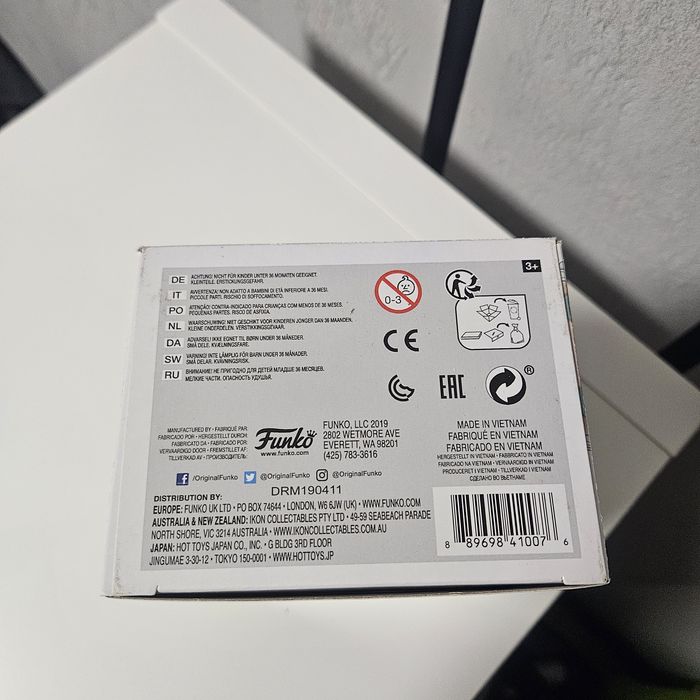 DE ACHTUNG! NICHT FÜR KINDER UNTER 36 MONATEN GEEIGNET.
KLEINTEILE. ERSTICKUNGSGEFAHR.
IT AVVERTENZA! NON ADATTO A BAMBINI DI ETÀ INFERIORE A 36 MESI.
PICCOLE PARTI. RISCHIO DI SOFFOCAMENTO.
PO ATENÇÃO! CONTRA-INDICADO PARA CRIANÇAS COM MENOS DE 36 MESES.
PEQUENAS PARTES. RISCO DE ASFIXIA.
NL WAARSCHUWING! NIET GESCHIKT VOOR KINDEREN JONGER DAN 36 MAANDEN.
KLEINE ONDERDELEN. VERSTIKKINGSGEVAAR.
DA ADVARSEL! IKKE EGNET TIL BØRN UNDER 36 MÅNEDER.
SMÅ DELE. KVÆLNINGSFARE.
SW VARNING! INTE LÄMPLIG FÖR BARN UNDER 36 MÅNADER.
SMÅ DELAR. KVÄVNINGSRISK.
RU ВНИМАНИЕ! НЕ ПРИГОДНО ДЛЯ ДЕТЕЙ МЛАДШЕ 36 МЕСЯЦЕВ.
МЕЛКИЕ ЧАСТИ. ОПАСНОСТЬ УДУШЬЯ.
0-3
3+
CE
EAC
®
MANUFACTURED BY • FABRIQUÉ PAR
FABRICADO POR • HERGESTELLT DURCH:
FABBRICATO DA • FABRICADO POR:
VERVAARDIGD DOOR • FREMSTILLET AF:
TILLVERKAD AV • ПРОИЗВОДИТЕЛЬ:
Funko
www.funko.com
FUNKO, LLC 2019
2802 WETMORE AVE
EVERETT, WA 98201
(425) 783-3616
MADE IN VIETNAM
FABRIQUÉ EN VIETNAM
FABRICADO EN VIETNAM
HERGESTELLT IN VIETNAM • FABBRICATO IN VIETNAM
FABRICADO NO VIETNAM • VERVAARDIGD IN VIETNAM
PRODUCERET I VIETNAM • TILLVERKAD I VIETNAM
СДЕЛАНО ВО ВЬЕТНАМЕ
/OriginalFunko @OriginalFunko @OriginalFunko
DRM190411
DISTRIBUTION BY:
EUROPE: FUNKO UK LTD • PO BOX 74644 • LONDON, W6 6JW (UK) • WWW.FUNKO.COM
AUSTRALIA & NEW ZEALAND: IKON COLLECTABLES PTY LTD • 49-59 SEABEACH PARADE
NORTH SHORE, VIC 3214 AUSTRALIA • WWW.IKONCOLLECTABLES.COM.AU
JAPAN: HOT TOYS JAPAN CO., INC. • G BLDG 3RD FLOOR
JINGUMAE 3-30-12 • TOKYO 150-0001 • WWW.HOTTOYS.JP
8 89698 41007 6